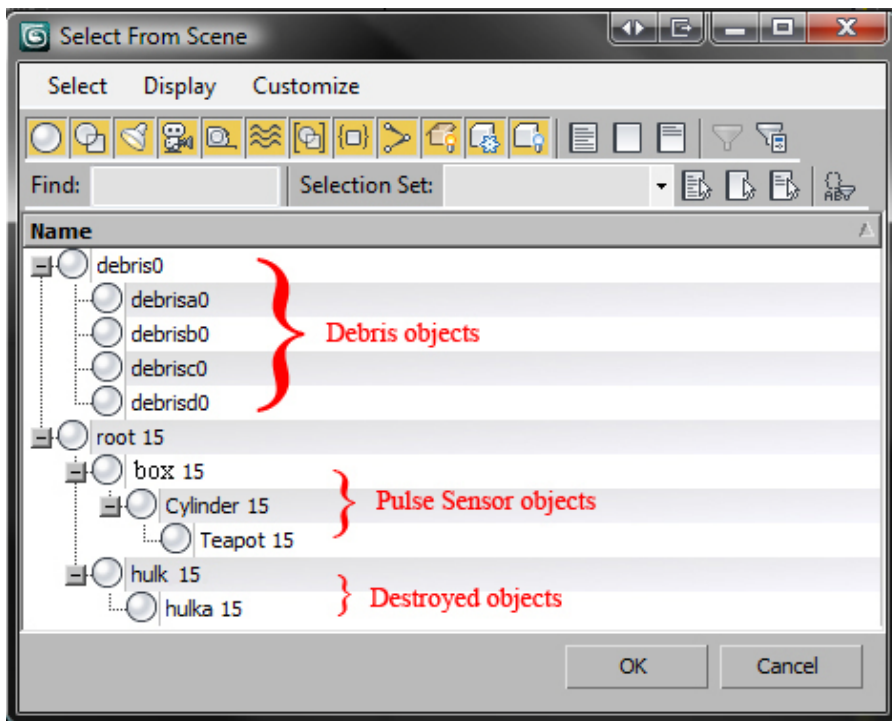 Select From Scene
Select Display Customize
Find: Selection Set:
Name
debris0
debrisa0
debrisb0 Debris objects
debrisc0
debrisd0
root 15
box 15
Cylinder 15 Pulse Sensor objects
Teapot 15
hulk 15
hulka 15 Destroyed objects
OK Cancel